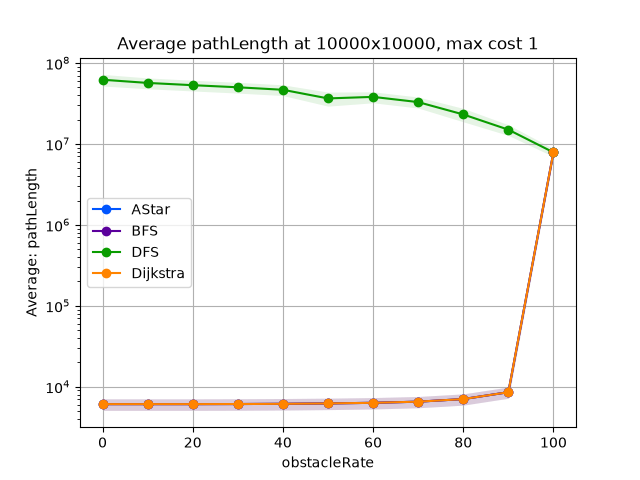 Average pathLength at 10000x10000, max cost 1
Average: pathLength
10⁸
10⁷
10⁶
10⁵
10⁴
AStar
BFS
DFS
Dijkstra
0
20
40
60
80
100
obstacleRate